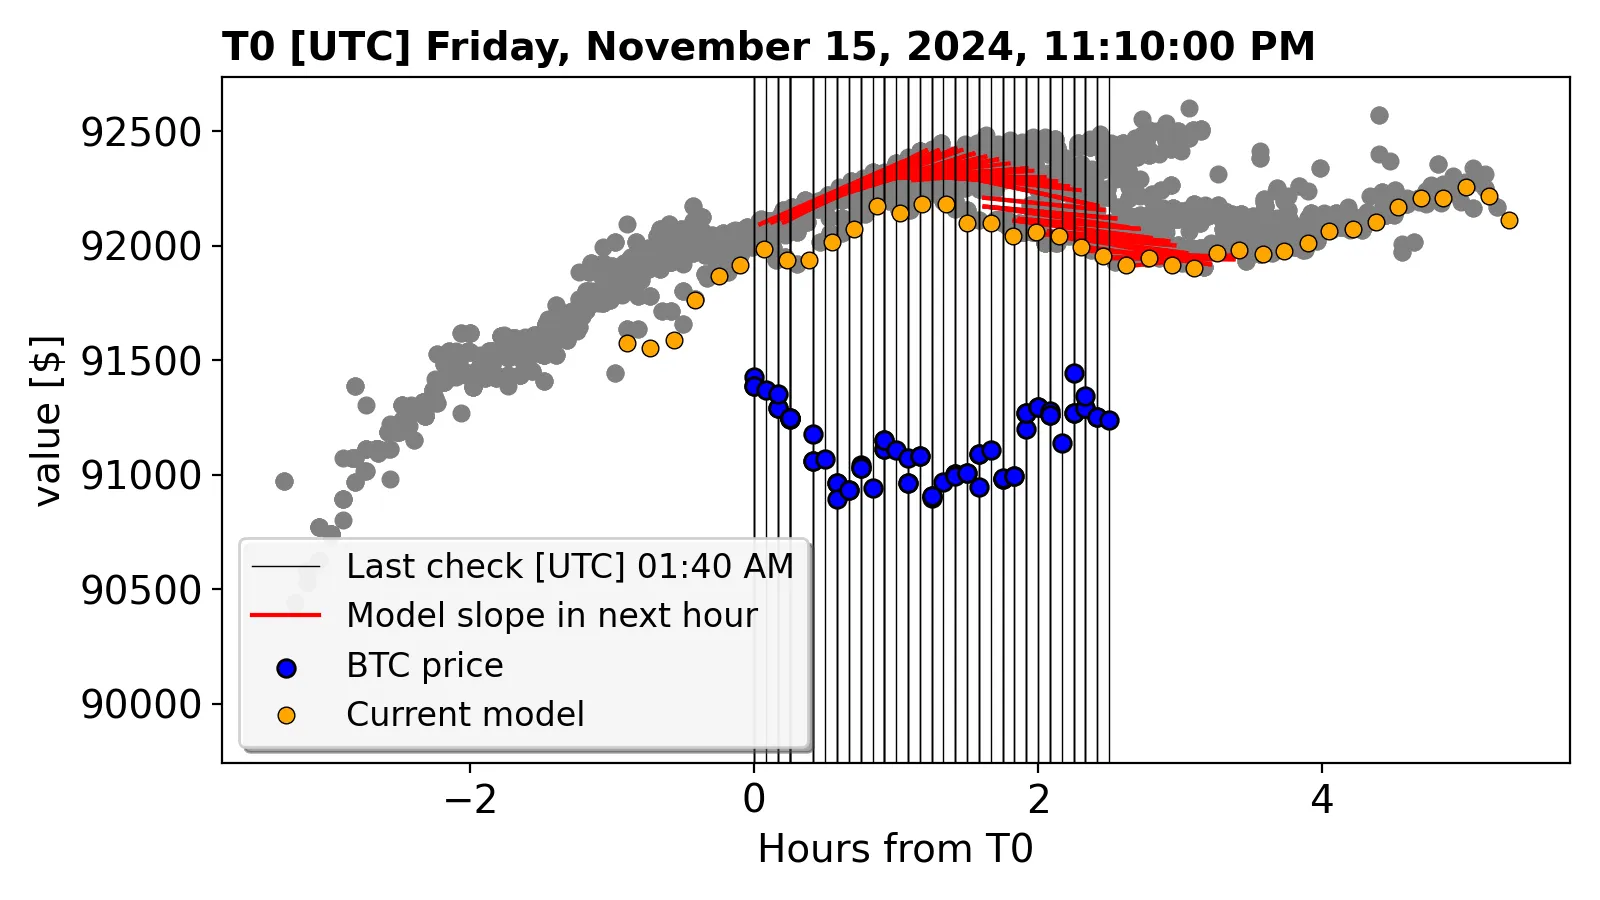 T0 [UTC] Friday, November 15, 2024, 11:10:00 PM
92500
92000
91500
91000
90500
90000
value [$]
Last check [UTC] 01:40 AM
Model slope in next hour
BTC price
Current model
−2 0 2 4
Hours from T0